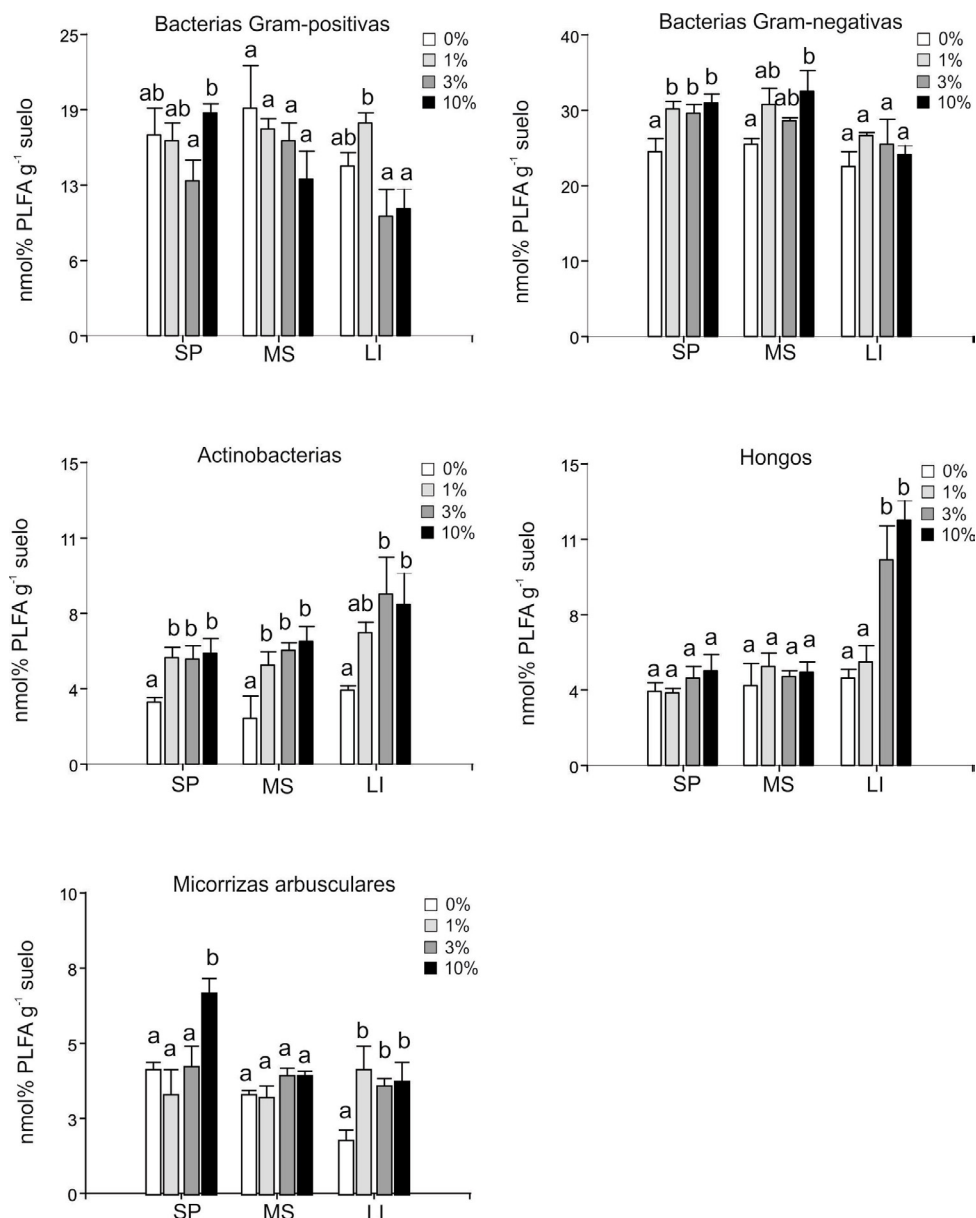 Bacterias Gram-positivas
nmol% PLFA g⁻¹ suelo
25
19
13
6
0
0%
1%
3%
10%
ab ab a b
a a a a
ab b a a
SP MS LI
Bacterias Gram-negativas
nmol% PLFA g⁻¹ suelo
40
30
20
10
0
0%
1%
3%
10%
a b b b
a ab ab b
a a a a
SP MS LI
Actinobacterias
nmol% PLFA g⁻¹ suelo
15
11
8
4
0
0%
1%
3%
10%
a b b b
a b b b
a ab b b
SP MS LI
Hongos
nmol% PLFA g⁻¹ suelo
15
11
8
4
0
0%
1%
3%
10%
a a a a
a a a a
a a b b
SP MS LI
Micorrizas arbusculares
nmol% PLFA g⁻¹ suelo
10
8
5
3
0
0%
1%
3%
10%
a a a b
a a a a
a b b b
SP MS LI